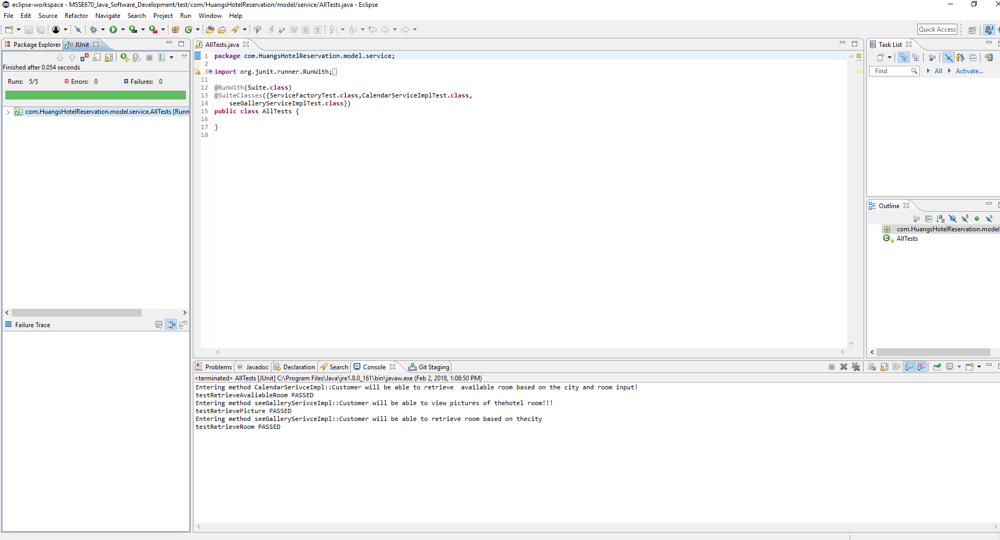 eclipse-workspace - MSSE670_Java_Software_Development/test/com/HuangsHotelReservation/model/service/AllTests.java - Eclipse
File Edit Source Refactor Navigate Search Project Run Window Help
Quick Access
Package Explorer JUnit
Finished after 0.054 seconds
Runs: 5/5 Errors: 0 Failures: 0
com.HuangsHotelReservation.model.service.AllTests [Runn
Failure Trace
AllTests.java
1 package com.HuangsHotelReservation.model.service;
2
3 import org.junit.runner.RunWith;
11
12 @RunWith(Suite.class)
13 @SuiteClasses({ServiceFactoryTest.class,CalendarServiceImplTest.class,
14 seeGalleryServiceImplTest.class})
15 public class AllTests {
16
17 }
18
Task List
Find All Activate...
Outline
com.HuangsHotelReservation.model
AllTests
Problems Javadoc Declaration Search Console Git Staging
<terminated> AllTests [JUnit] C:\Program Files\Java\jre1.8.0_161\bin\javaw.exe (Feb 2, 2018, 1:08:50 PM)
Entering method CalendarSerivceImpl::Customer will be able to retrieve  available room based on the city and room input!
testRetrieveAvaliableRoom PASSED
Entering method seeGallerySerivceImpl::Customer will be able to view pictures of thehotel room!!!
testRetrievePicture PASSED
Entering method seeGallerySerivceImpl::Customer will be able to retrieve room based on thecity
testRetrieveRoom PASSED